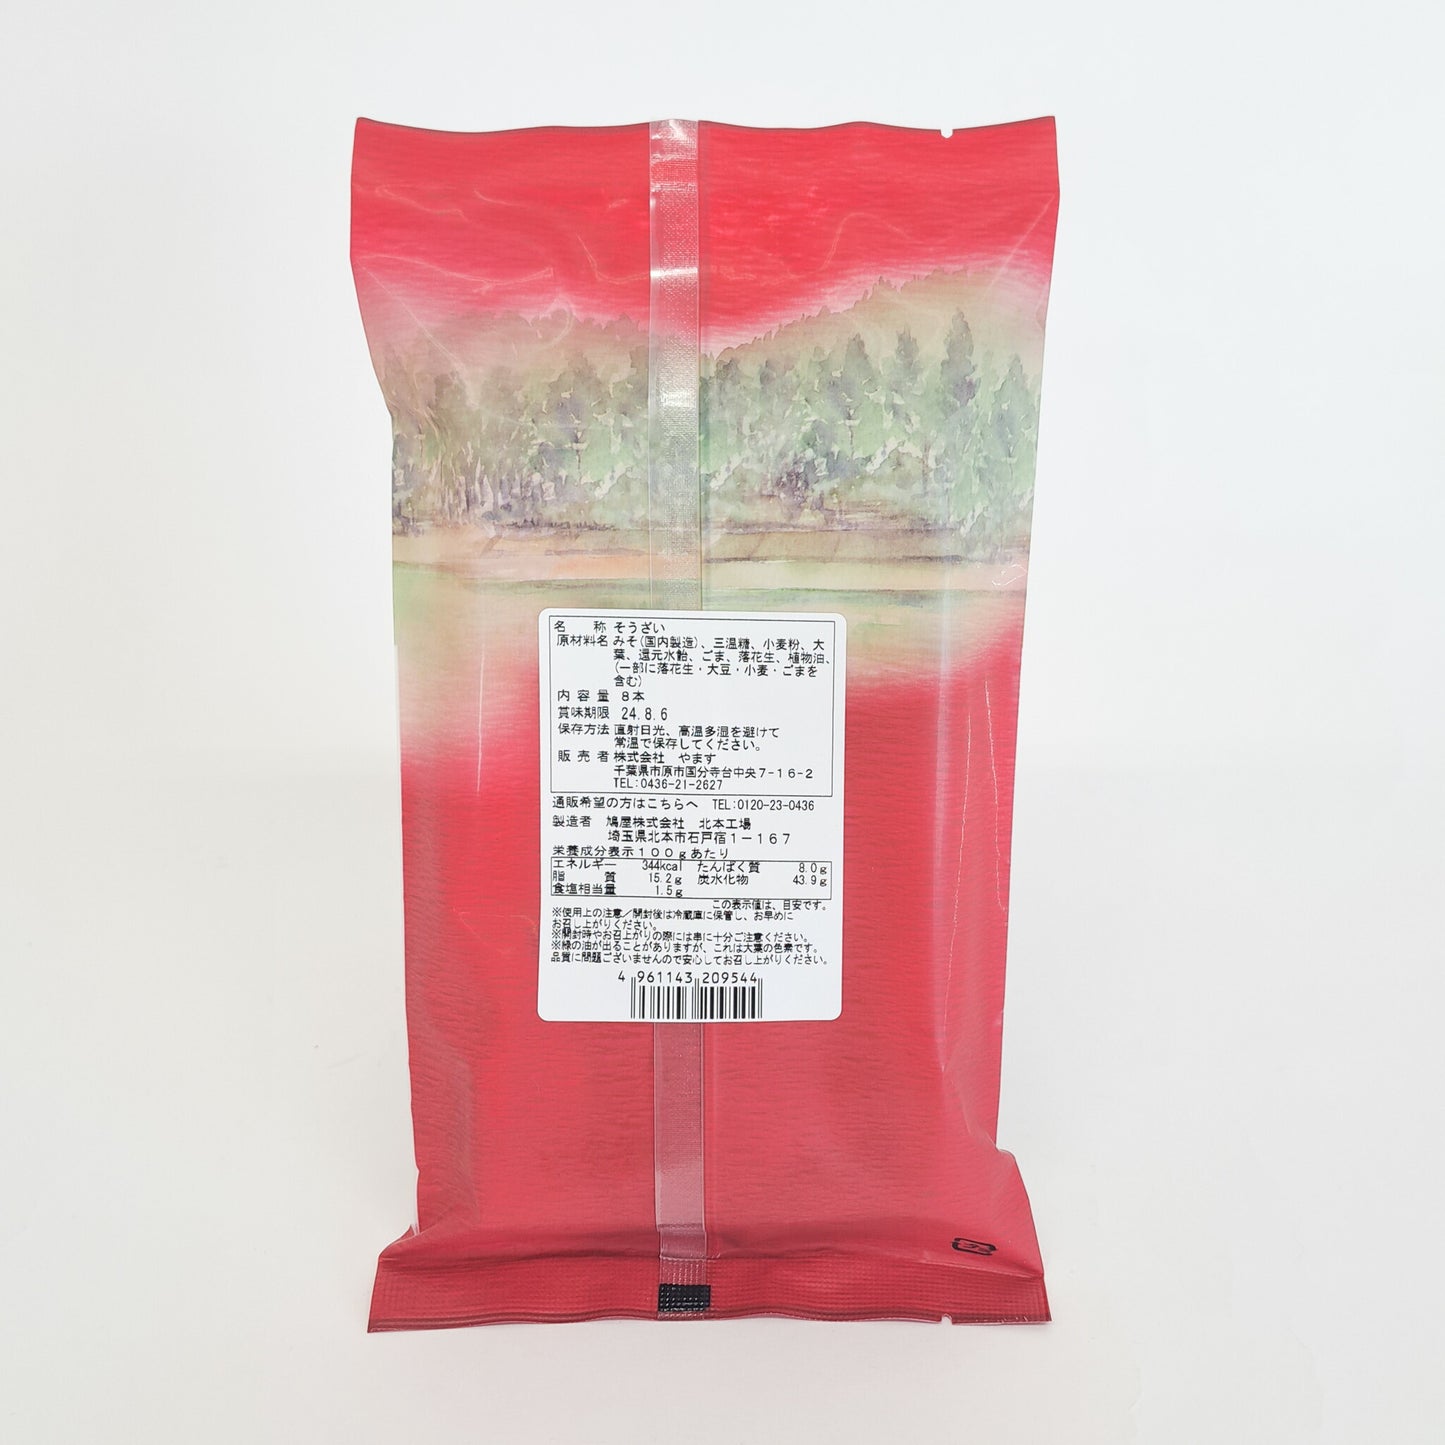 名 称 そうざい
原材料名 みそ(国内製造)、三温糖、小麦粉、大
葉、還元水飴、ごま、落花生、植物油、
(一部に落花生・大豆・小麦・ごまを
含む)
内容量 8本
賞味期限 24.8.6
保存方法 直射日光、高温多湿を避けて
常温で保存してください。
販売者 株式会社 やます
千葉県市原市国分寺台中央7-16-2
TEL:0436-21-2627
通販希望の方はこちらへ TEL:0120-23-0436
製造者 鳩屋株式会社 北本工場
埼玉県北本市石戸宿1-167
栄養成分表示100gあたり
エネルギー 344kcal たんぱく質 8.0g
脂質 15.2g 炭水化物 43.9g
食塩相当量 1.5g
この表示値は、目安です。
※使用上の注意/開封後は冷蔵庫に保管し、お早めに
お召し上がりください。
※開封時やお召上がりの際には串に十分ご注意ください。
※緑の油が出ることがありますが、これは大葉の色素です。
品質に問題ございませんので安心してお召し上がりください。
4 961143 209544
プラ